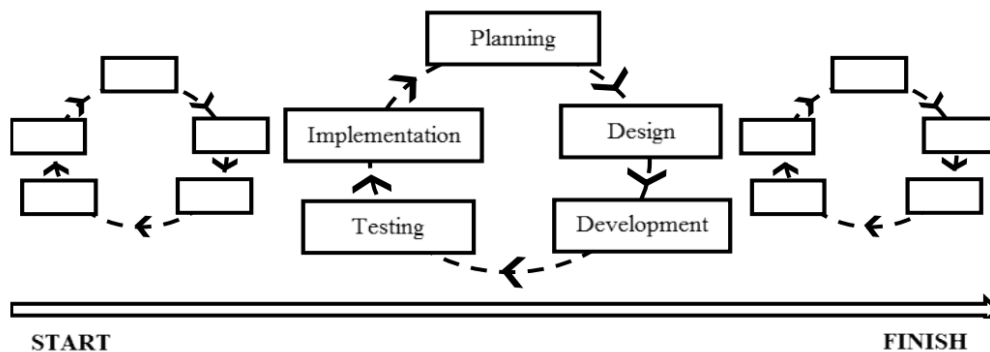 Planning
Implementation
Design
Testing
Development
START
FINISH